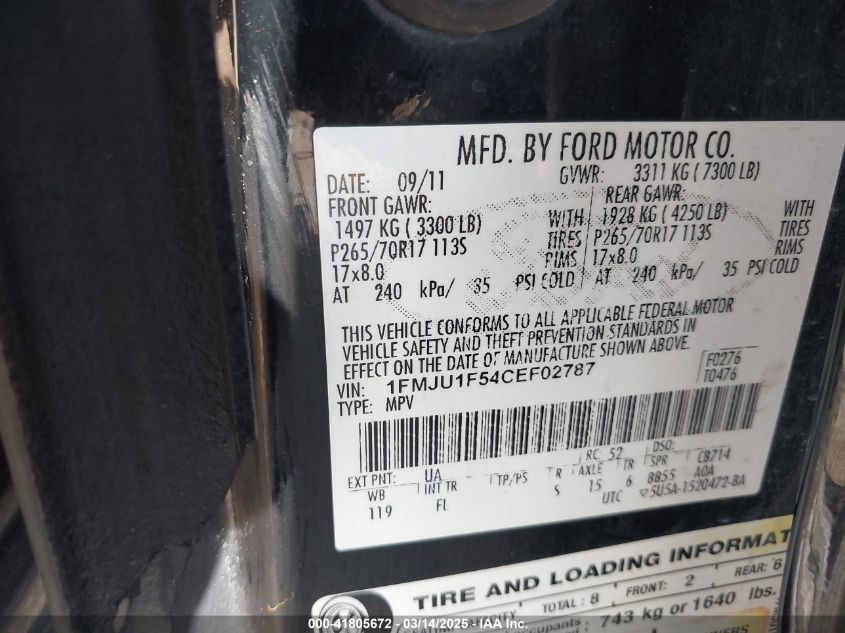 MFD. BY FORD MOTOR CO.
DATE: 09/11 GVWR: 3311 KG ( 7300 LB)
FRONT GAWR: REAR GAWR:
1497 KG ( 3300 LB) WITH 1928 KG ( 4250 LB) WITH
P265/70R17 113S TIRES P265/70R17 113S TIRES
17x8.0 RIMS 17x8.0 RIMS
AT 240 kPa/ 35 PSI COLD AT 240 kPa/ 35 PSI COLD
THIS VEHICLE CONFORMS TO ALL APPLICABLE FEDERAL MOTOR
VEHICLE SAFETY AND THEFT PREVENTION STANDARDS IN
EFFECT ON THE DATE OF MANUFACTURE SHOWN ABOVE.
VIN: 1FMJU1F54CEF02787 F0276
TYPE: MPV T0476
RC: 52 DSO:
EXT PNT: UA AXLE TR SPR CB714
WB INT TR TP/PS R 15 6 BB5S AOA
119 FL S UTC 5U5A-1520472-BA
TIRE AND LOADING INFORMAT
TOTAL : 8 FRONT: 2 REAR: 6
743 kg or 1640 lbs.
000-41805672 - 03/14/2025 - IAA Inc.